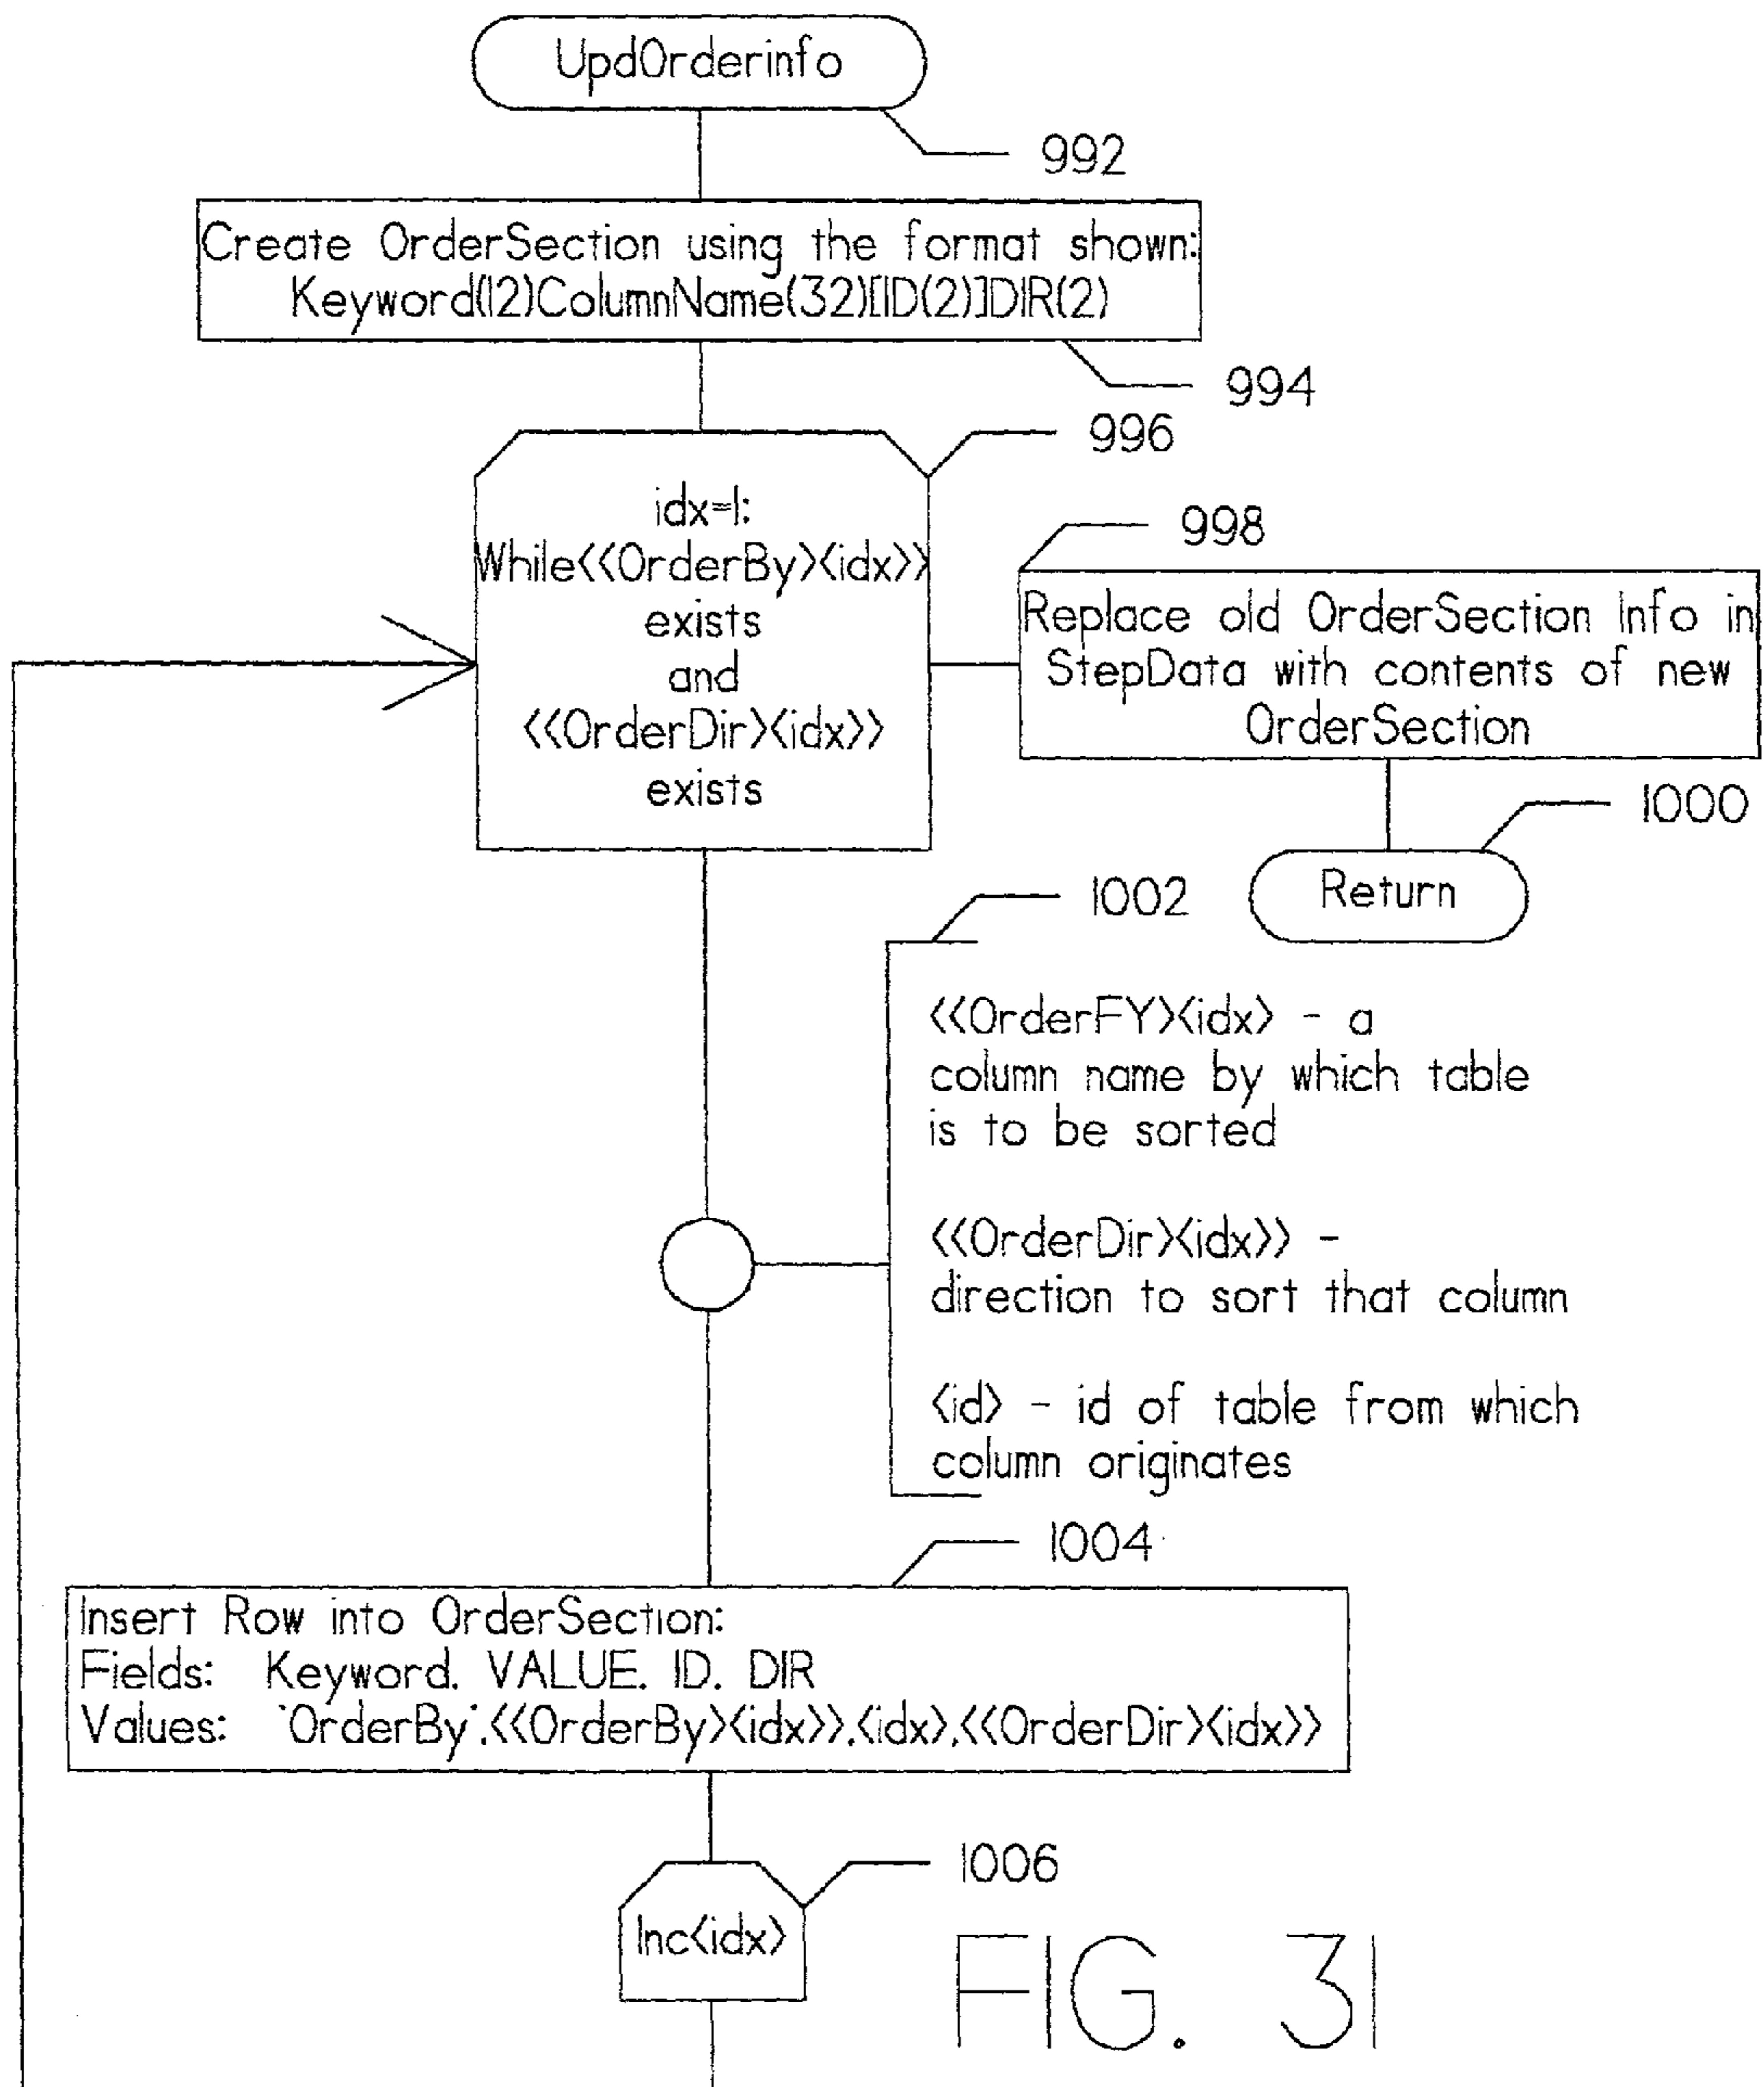 UpdOrderinfo
992
Create OrderSection using the format shown:
Keyword(12)ColumnName(32)[ID(2)]DIR(2)
994
996
idx=1:
While<<OrderBy><idx>>
exists
and
<<OrderDir><idx>>
exists
998
Replace old OrderSection Info in
StepData with contents of new
OrderSection
1000
Return
1002
<<OrderFY><idx> - a
column name by which table
is to be sorted
<<OrderDir><idx>> -
direction to sort that column
<id> - id of table from which
column originates
1004
Insert Row into OrderSection:
Fields: Keyword, VALUE, ID, DIR
Values: 'OrderBy',<<OrderBy><idx>>,<idx>,<<OrderDir><idx>>
1006
Inc<idx>
FIG. 31